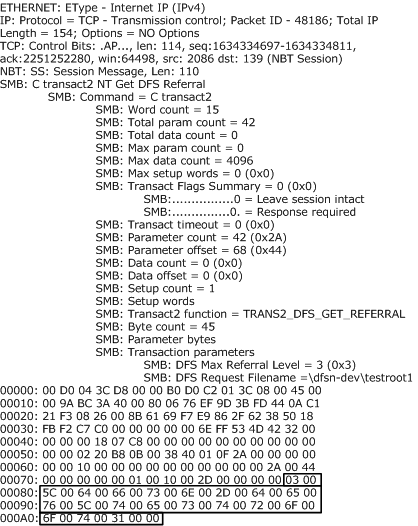 ETHERNET: EType - Internet IP (IPv4)
IP: Protocol = TCP - Transmission control; Packet ID - 48186; Total IP
Length = 154; Options = NO Options
TCP: Control Bits: .AP..., len: 114, seq:1634334697-1634334811,
ack:2251252280, win:64498, src: 2086 dst: 139 (NBT Session)
NBT: SS: Session Message, Len: 110
SMB: C transact2 NT Get DFS Referral
SMB: Command = C transact2
SMB: Word count = 15
SMB: Total param count = 42
SMB: Total data count = 0
SMB: Max param count = 0
SMB: Max data count = 4096
SMB: Max setup words = 0 (0x0)
SMB: Transact Flags Summary = 0 (0x0)
SMB:...............0 = Leave session intact
SMB:..............0. = Response required
SMB: Transact timeout = 0 (0x0)
SMB: Parameter count = 42 (0x2A)
SMB: Parameter offset = 68 (0x44)
SMB: Data count = 0 (0x0)
SMB: Data offset = 0 (0x0)
SMB: Setup count = 1
SMB: Setup words
SMB: Transact2 function = TRANS2_DFS_GET_REFERRAL
SMB: Byte count = 45
SMB: Parameter bytes
SMB: Transaction parameters
SMB: DFS Max Referral Level = 3 (0x3)
SMB: DFS Request Filename =\dfsn-dev\testroot1
00000: 00 D0 04 3C D8 00 00 B0 D0 C2 01 3C 08 00 45 00
00010: 00 9A BC 3A 40 00 80 06 76 EF 9D 3B FD 44 0A C1
00020: 21 F3 08 26 00 8B 61 69 F7 E9 86 2F 62 38 50 18
00030: FB F2 C7 C0 00 00 00 00 00 6E FF 53 4D 42 32 00
00040: 00 00 00 18 07 C8 00 00 00 00 00 00 00 00 00 00
00050: 00 00 02 20 B8 0B 00 38 40 01 0F 2A 00 00 00 00
00060: 00 00 10 00 00 00 00 00 00 00 00 00 00 2A 00 44
00070: 00 00 00 00 00 01 00 10 00 2D 00 00 00 00 03 00
00080: 5C 00 64 00 66 00 73 00 6E 00 2D 00 64 00 65 00
00090: 76 00 5C 00 74 00 65 00 73 00 74 00 72 00 6F 00
000A0: 6F 00 74 00 31 00 00 00